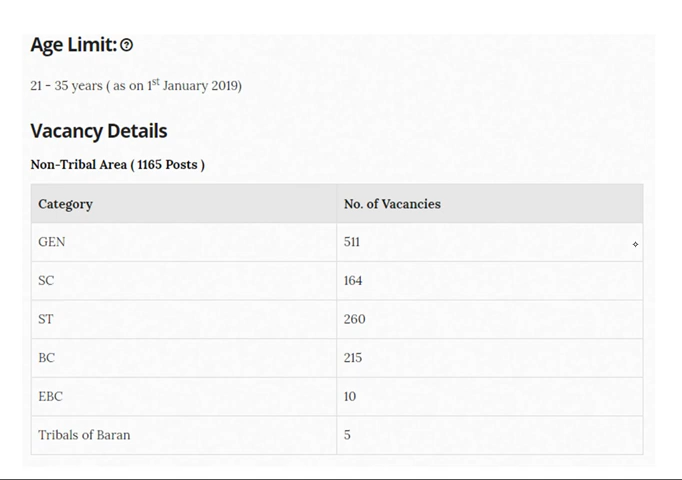 Age Limit:
21 - 35 years ( as on 1st January 2019)
Vacancy Details
Non-Tribal Area ( 1165 Posts )
Category No. of Vacancies
GEN 511
SC 164
ST 260
BC 215
EBC 10
Tribals of Baran 5